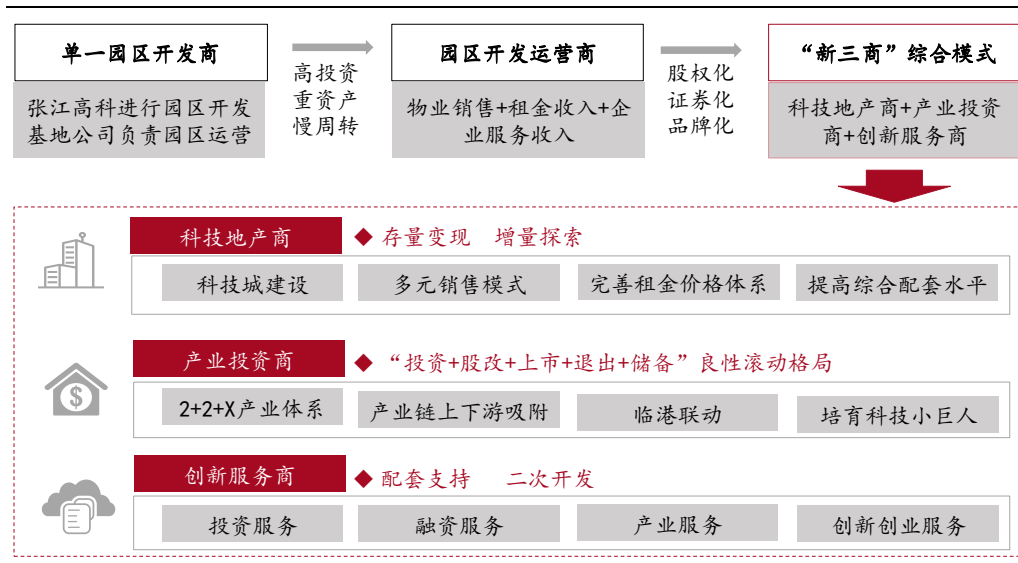 单一园区开发商
张江高科进行园区开发
基地公司负责园区运营
高投资
重资产
慢周转
园区开发运营商
物业销售+租金收入+企
业服务收入
股权化
证券化
品牌化
“新三商”综合模式
科技地产商+产业投资
商+创新服务商
科技地产商
◆ 存量变现 增量探索
科技城建设
多元销售模式
完善租金价格体系
提高综合配套水平
产业投资商
◆ “投资+股改+上市+退出+储备”良性滚动格局
$
2+2+X产业体系
产业链上下游吸附
临港联动
培育科技小巨人
创新服务商
◆ 配套支持 二次开发
投资服务
融资服务
产业服务
创新创业服务